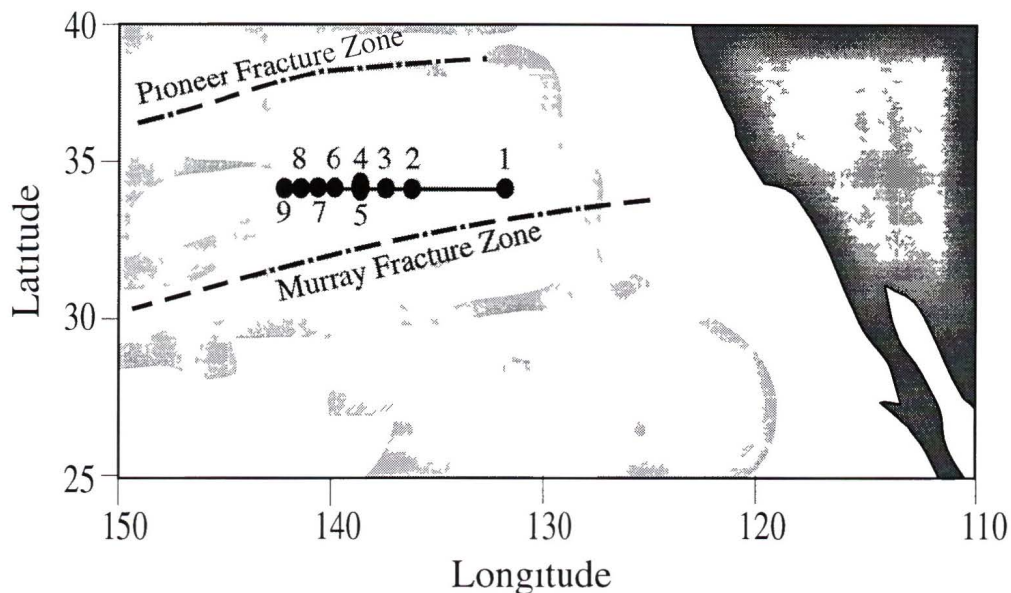 40
Pioneer Fracture Zone
35
8 6 4 3 2 1
9 7 5
Murray Fracture Zone
30
25
Latitude
150 140 130 120 110
Longitude